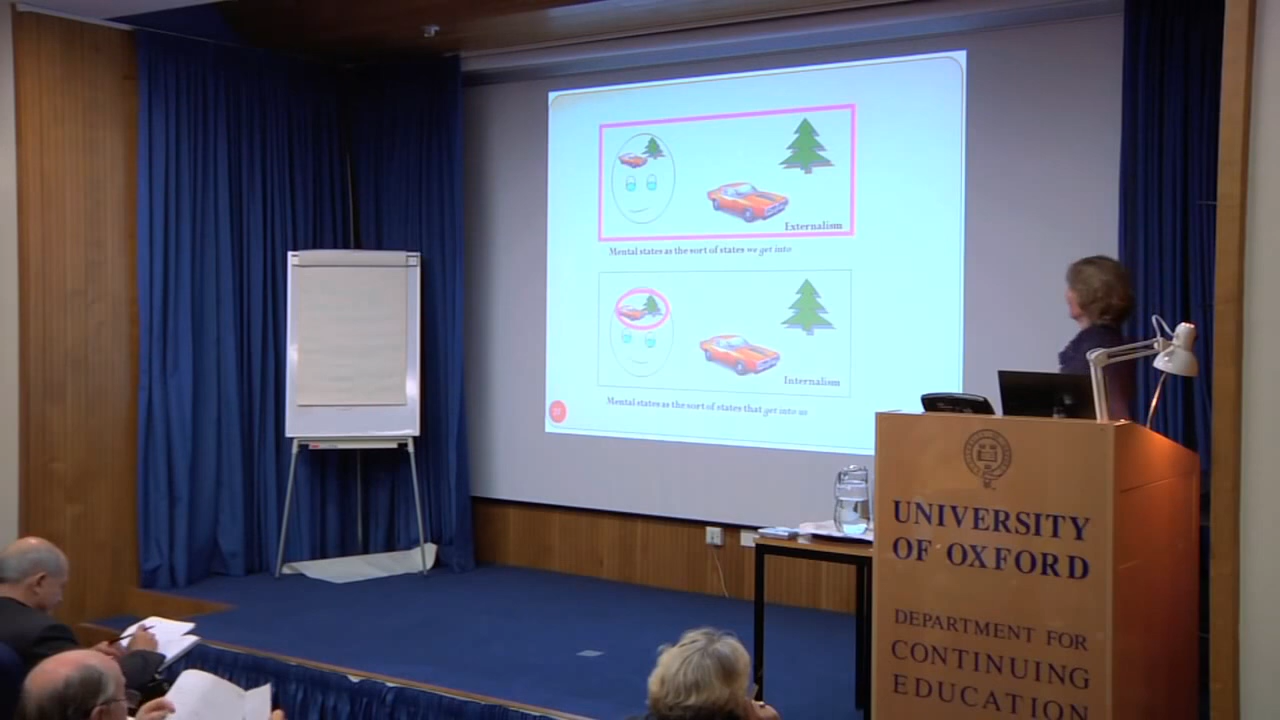 Externalism
Mental states as the sort of states we get into
Internalism
Mental states as the sort of states that get into us
UNIVERSITY
OF OXFORD
DEPARTMENT FOR
CONTINUING
EDUCATION